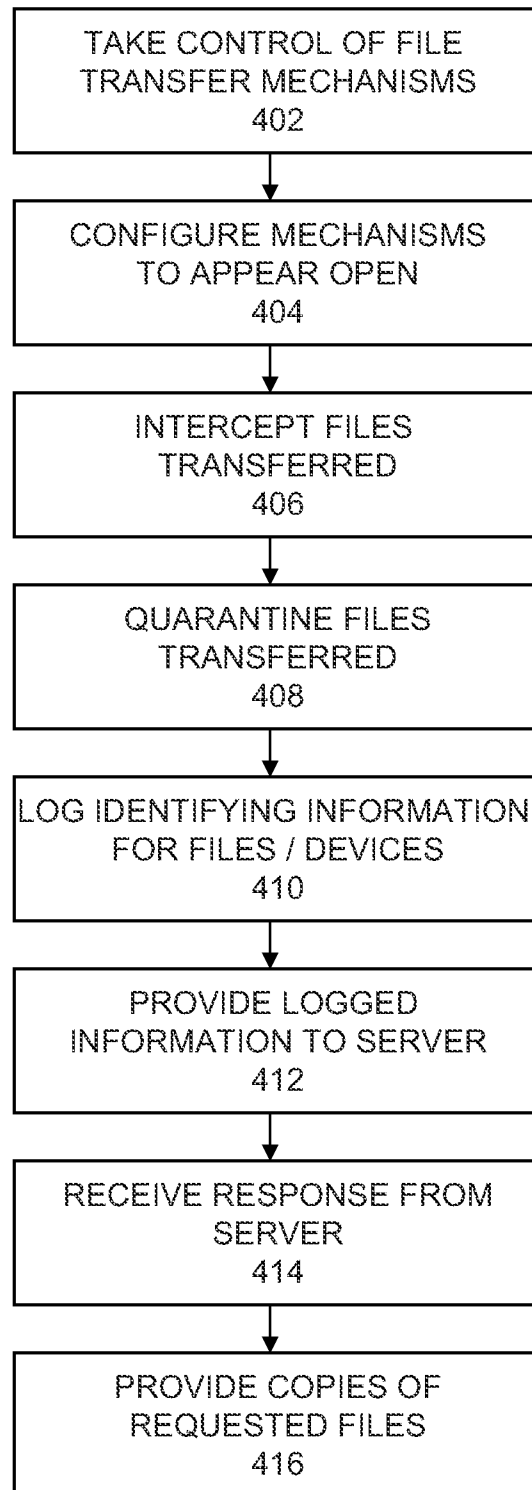 TAKE CONTROL OF FILE
TRANSFER MECHANISMS
402
CONFIGURE MECHANISMS
TO APPEAR OPEN
404
INTERCEPT FILES
TRANSFERRED
406
QUARANTINE FILES
TRANSFERRED
408
LOG IDENTIFYING INFORMATION
FOR FILES / DEVICES
410
PROVIDE LOGGED
INFORMATION TO SERVER
412
RECEIVE RESPONSE FROM
SERVER
414
PROVIDE COPIES OF
REQUESTED FILES
416